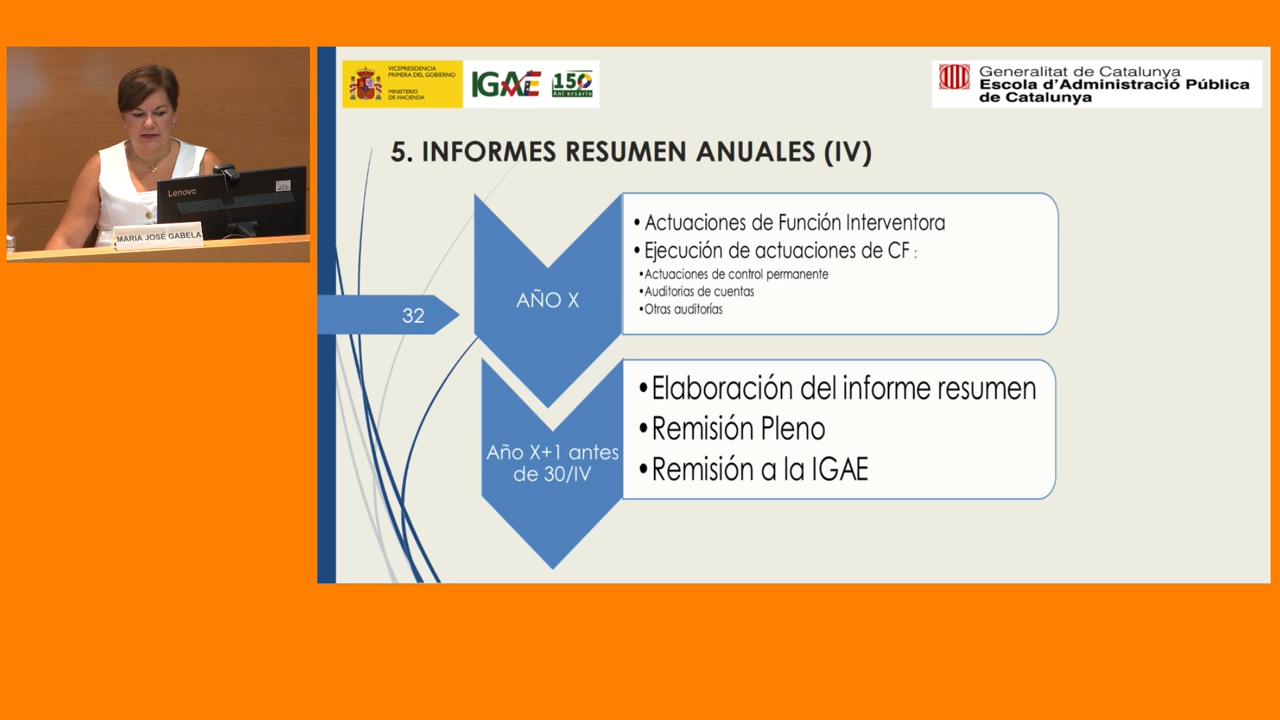 Lenovo
MARIA JOSÉ GABELA
VICEPRESIDENCIA
PRIMERA DEL GOBIERNO
MINISTERIO
DE HACIENDA
IGAE
150
Aniversario
Generalitat de Catalunya
Escola d'Administració Pública
de Catalunya
5. INFORMES RESUMEN ANUALES (IV)
32
AÑO X
•Actuaciones de Función Interventora
•Ejecución de actuaciones de CF :
•Actuaciones de control permanente
•Auditorias de cuentas
•Otras auditorías
Año X+1 antes
de 30/IV
•Elaboración del informe resumen
•Remisión Pleno
•Remisión a la IGAE